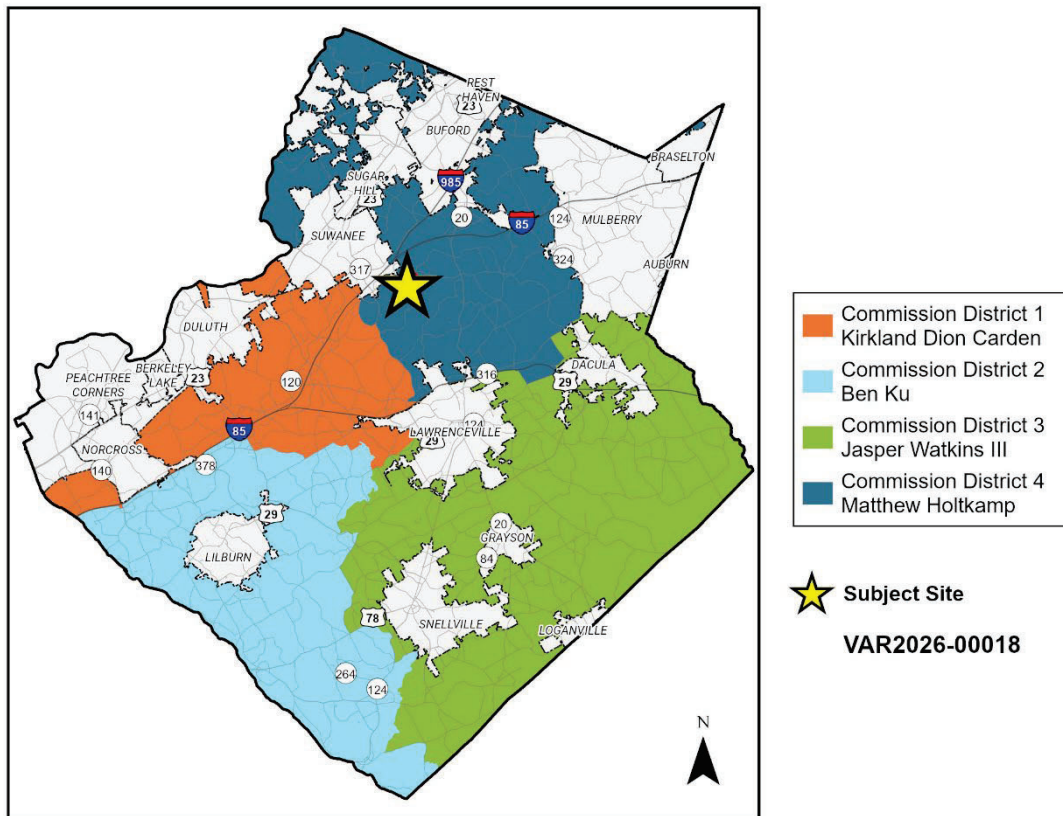 REST
HAVEN
23
BUFORD
BRASELTON
SUGAR
HILL
23
985
20
85
124
MULBERRY
SUWANEE
317
324
AUBURN
DULUTH
BERKELEY
LAKE
23
PEACHTREE
CORNERS
141
120
316
DACULA
29
NORCROSS
85
124
LAWRENCEVILLE
29
140
378
29
LILBURN
20
GRAYSON
84
78
SNELLVILLE
LOGANVILLE
264
124
N
Commission District 1
Kirkland Dion Carden
Commission District 2
Ben Ku
Commission District 3
Jasper Watkins III
Commission District 4
Matthew Holtkamp
Subject Site
VAR2026-00018